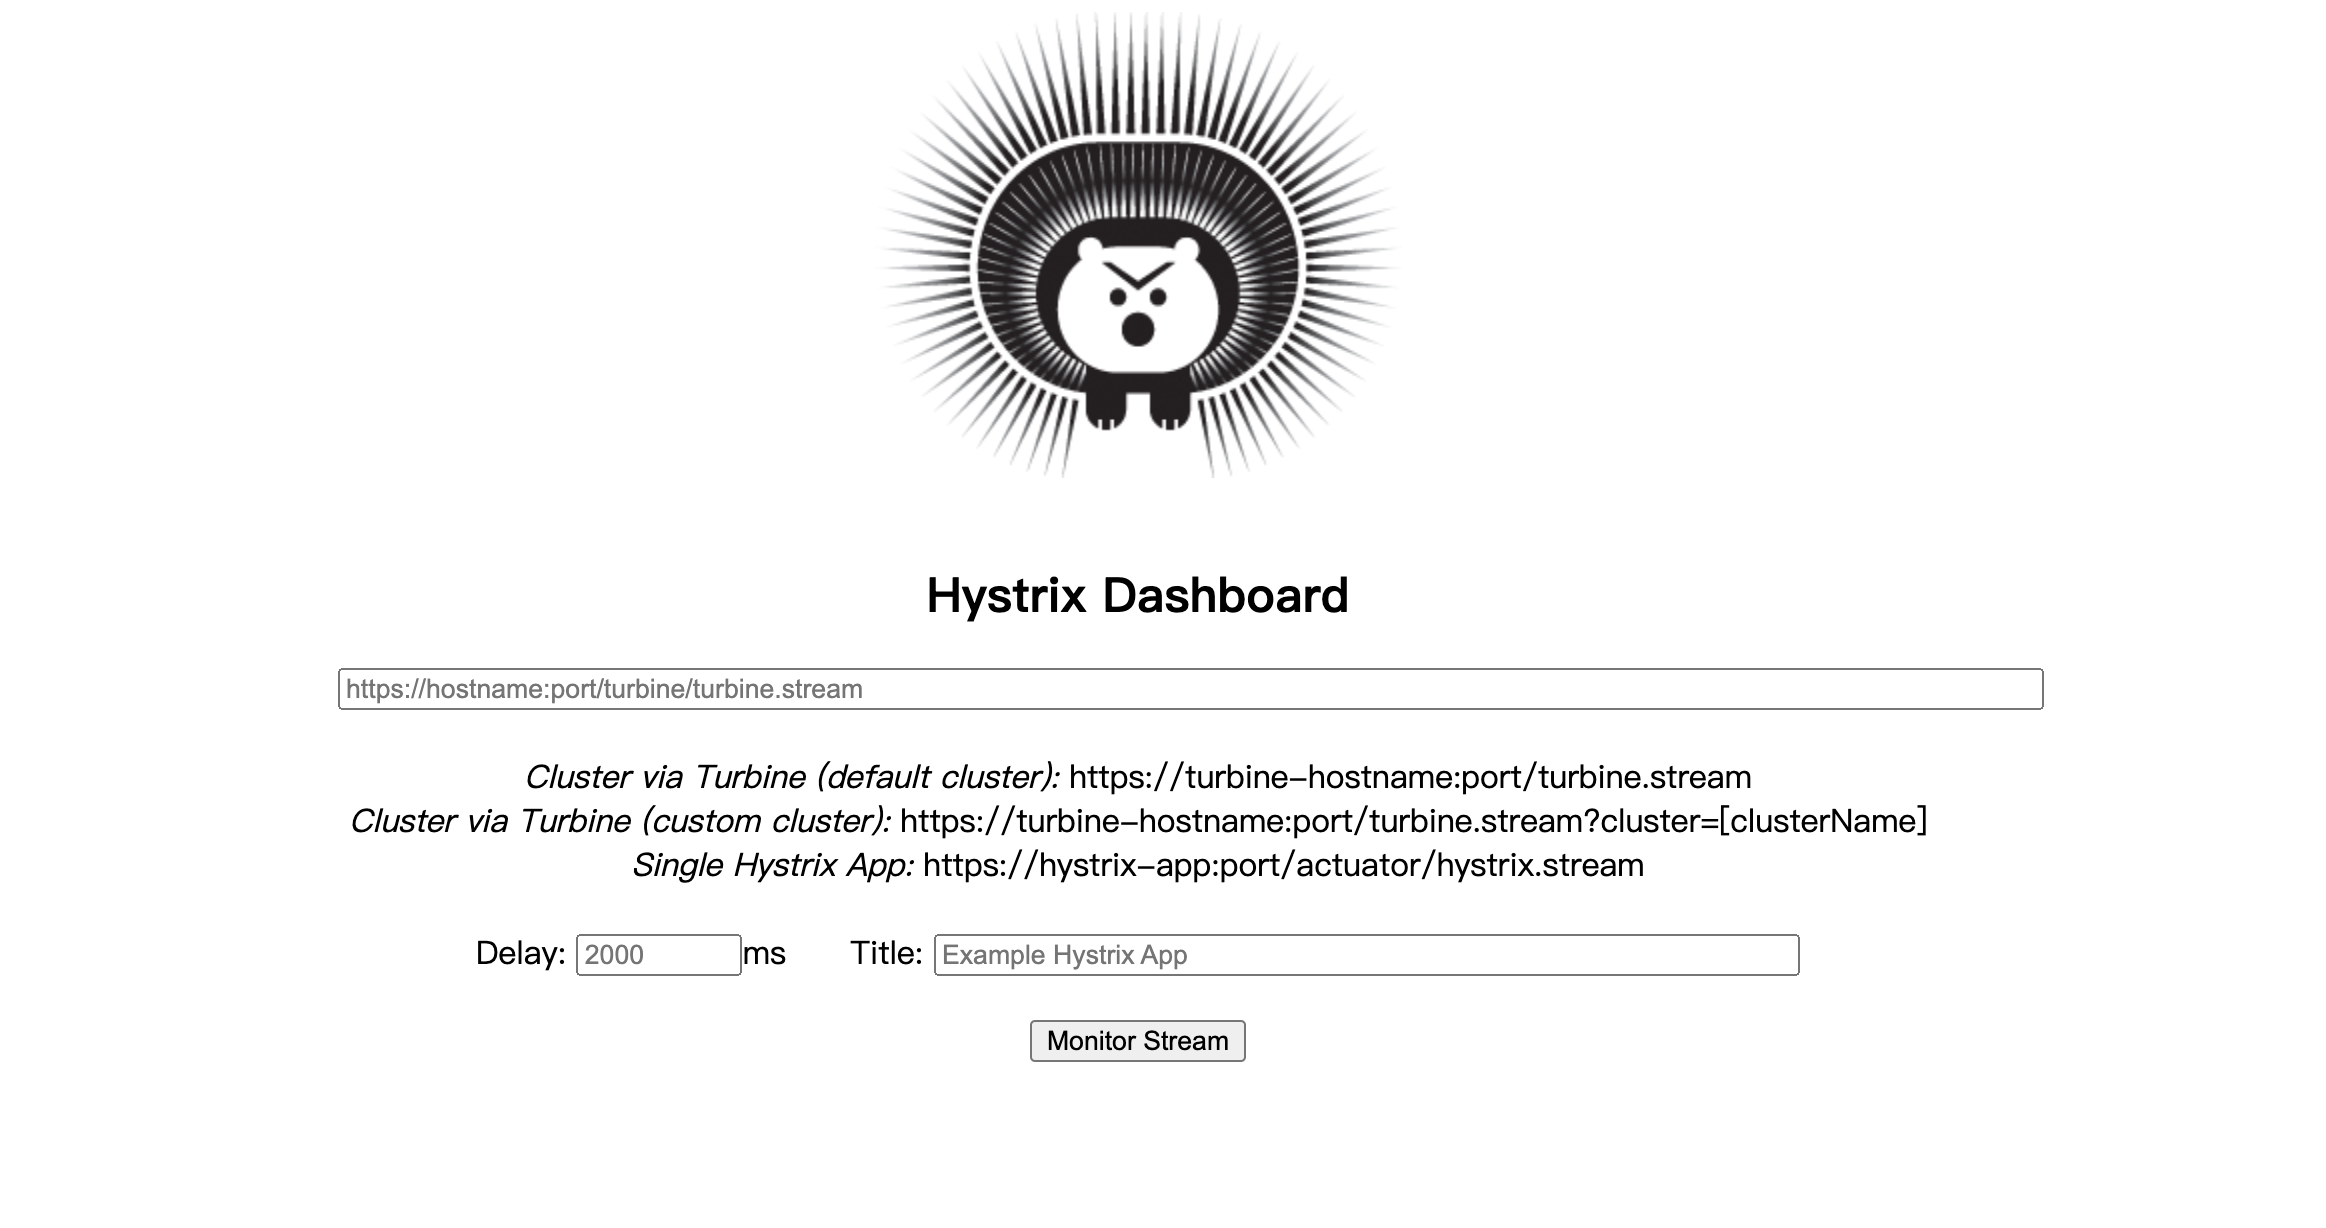 Hystrix Dashboard
https://hostname:port/turbine/turbine.stream
Cluster via Turbine (default cluster): https://turbine-hostname:port/turbine.stream
Cluster via Turbine (custom cluster): https://turbine-hostname:port/turbine.stream?cluster=[clusterName]
Single Hystrix App: https://hystrix-app:port/actuator/hystrix.stream
Delay: 2000 ms Title: Example Hystrix App
Monitor Stream